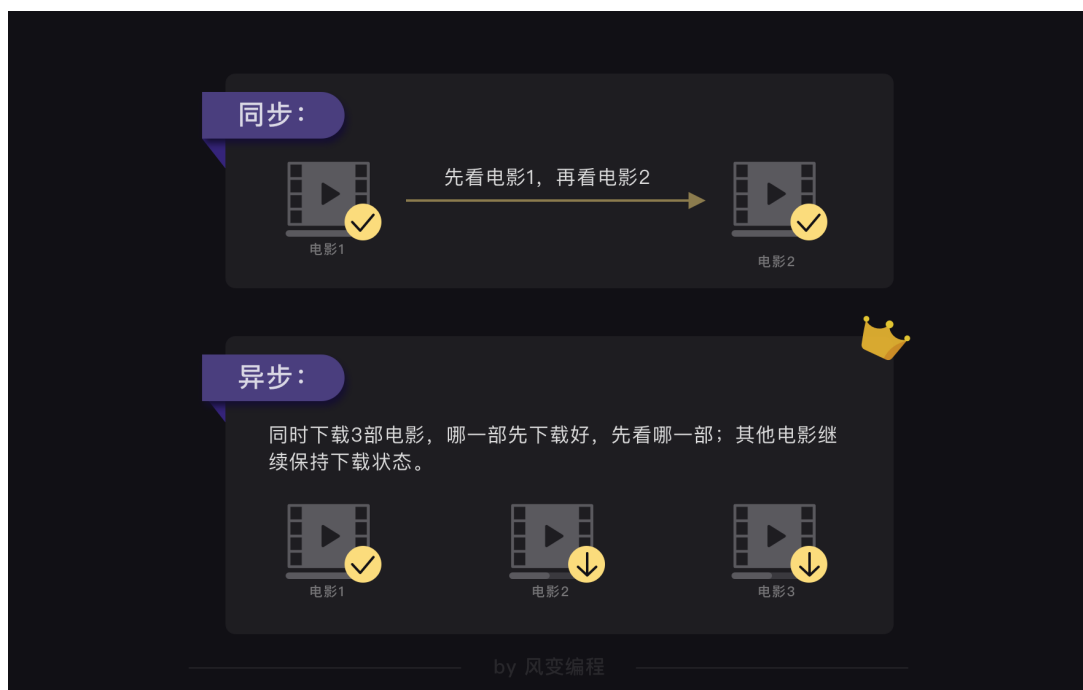 同步：
先看电影1，再看电影2
电影1
电影2
异步：
同时下载3部电影，哪一部先下载好，先看哪一部；其他电影继
续保持下载状态。
电影1
电影2
电影3
by 风变编程